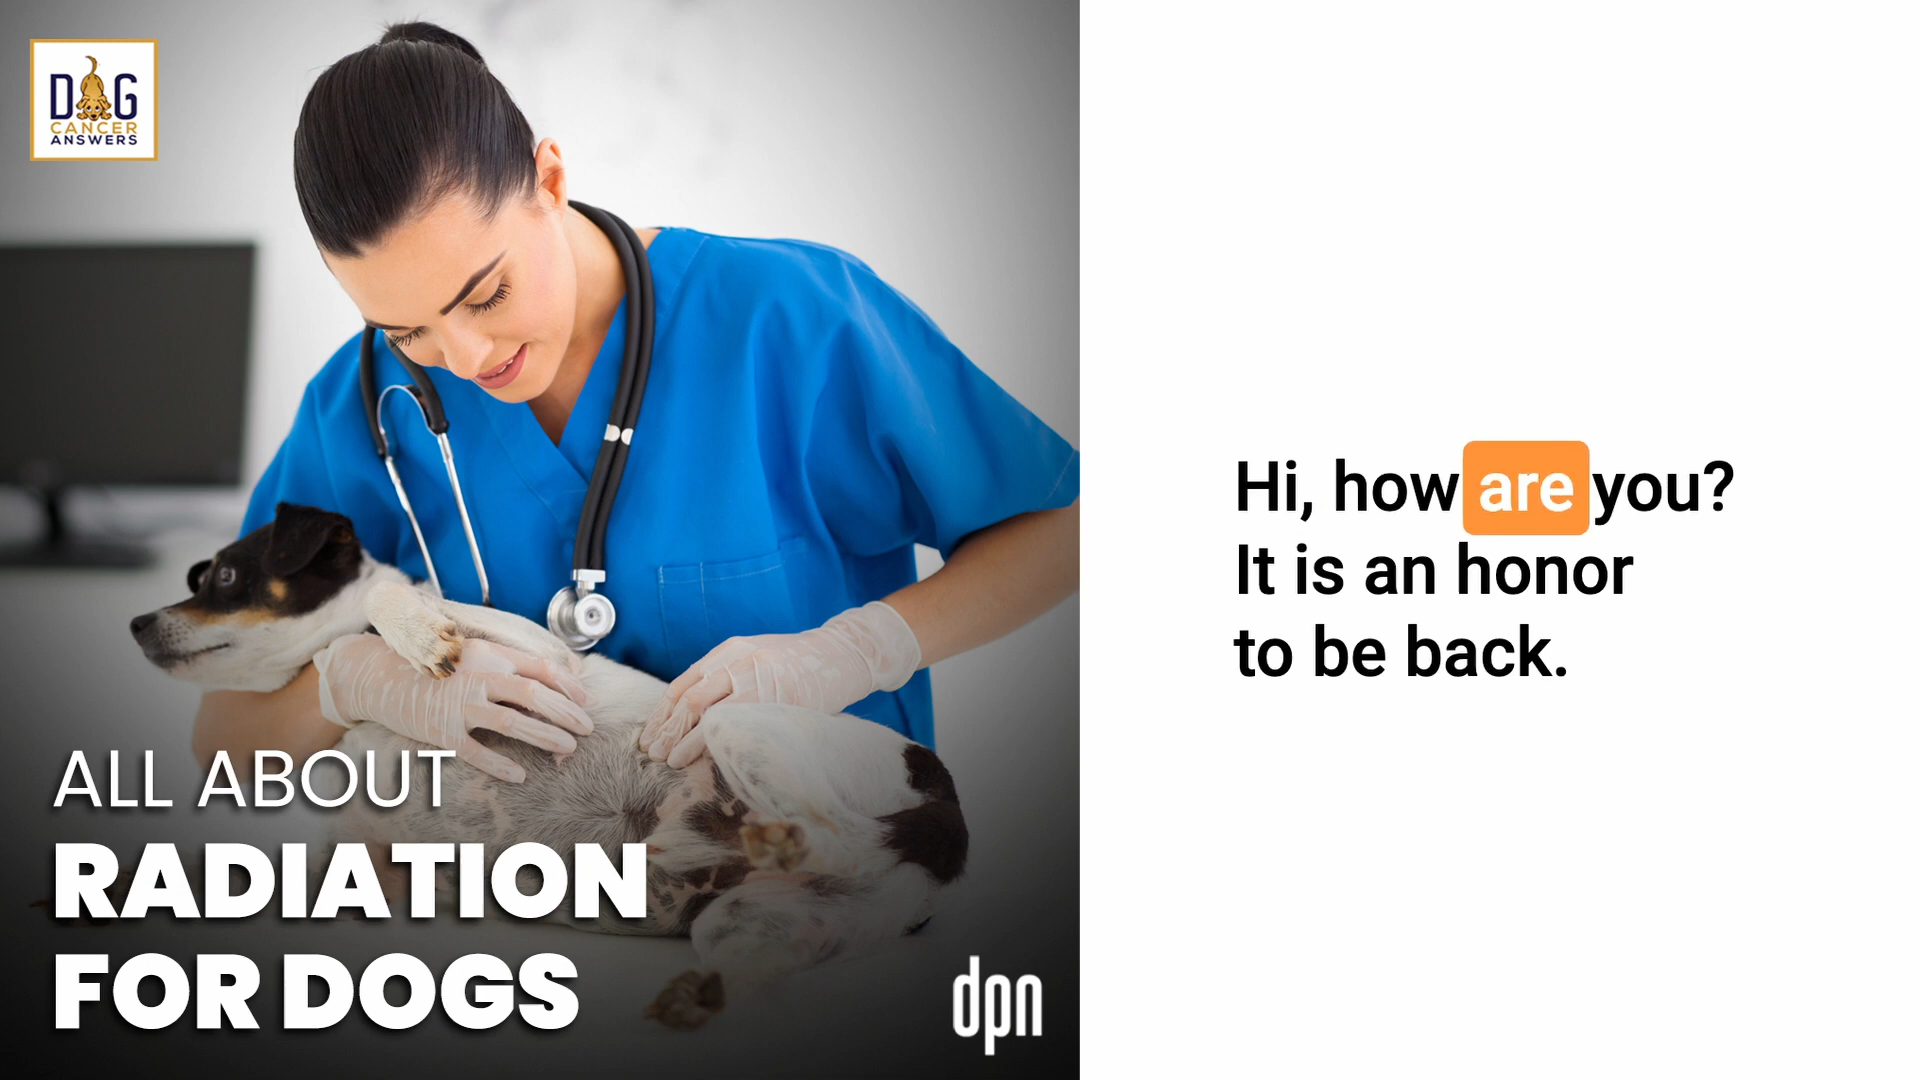 DOG
CANCER
ANSWERS
ALL ABOUT
RADIATION
FOR DOGS
dpn
Hi, how are you?
It is an honor
to be back.